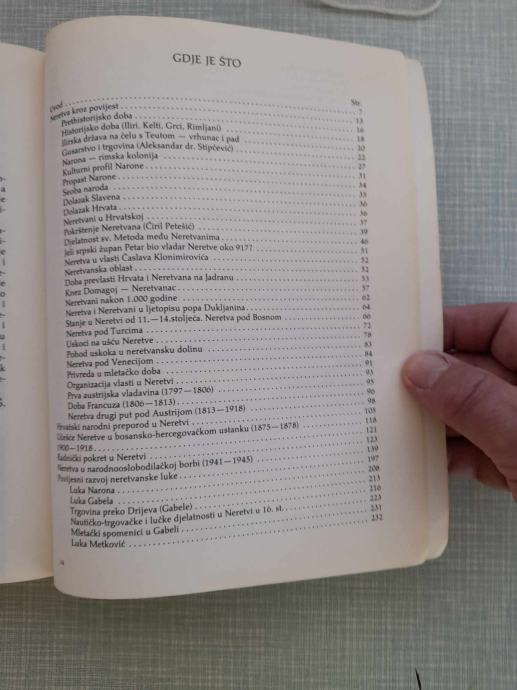 GDJE JE ŠTO
Str.
Uvod 7
Neretva kroz povijest 13
Prethistorijsko doba 16
Historijsko doba (Iliri, Kelti, Grci, Rimljani) 18
Ilirska država na čelu s Teutom — vrhunac i pad 20
Gusarstvo i trgovina (Aleksandar dr. Stipčević) 22
Narona — rimska kolonija 27
Kulturni profil Narone 31
Propast Narone 34
Seoba naroda 35
Dolazak Slavena 36
Dolazak Hrvata 36
Neretvani u Hrvatskoj 37
Pokrštenje Neretvana (Ćiril Petešić) 39
Djelatnost sv. Metoda među Neretvanima 46
Jeli srpski župan Petar bio vladar Neretve oko 917? 51
Neretva u vlasti Časlava Klonimirovića 52
Neretvanska oblast 52
Doba prevlasti Hrvata i Neretvana na Jadranu 53
Knez Domagoj — Neretvanac 57
Neretvani nakon 1.000 godine 62
Neretva i Neretvani u ljetopisu popa Dukljanina 64
Stanje u Neretvi od 11.—14.stoljeća. Neretva pod Bosnom 66
Neretva pod Turcima 72
Uskoci na ušću Neretve 78
Pohod uskoka u neretvansku dolinu 83
Neretva pod Venecijom 84
Privreda u mletačko doba 91
Organizacija vlasti u Neretvi 93
Prva austrijska vladavina (1797—1806) 95
Doba Francuza (1806—1813) 96
Neretva drugi put pod Austrijom (1813—1918) 98
Hrvatski narodni preporod u Neretvi 105
Učešće Neretve u bosansko-hercegovačkom ustanku (1875—1878) 118
1900—1918 121
Radnički pokret u Neretvi 123
Neretva u narodnooslobodilačkoj borbi (1941—1945) 139
Povijesni razvoj neretvanske luke 197
Luka Narona 208
Luka Gabela 213
Trgovina preko Drijeva (Gabele) 216
Nautičko-trgovačke i lučke djelatnosti u Neretvi u 16. st. 223
Mletački spomenici u Gabeli 231
Luka Metković 232